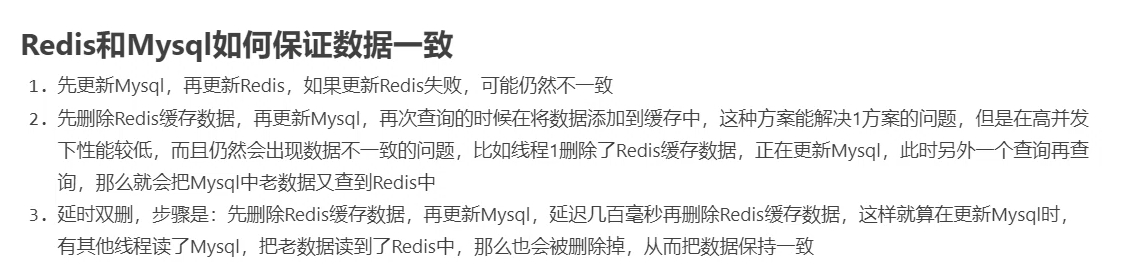 Redis和Mysql如何保证数据一致
1. 先更新Mysql，再更新Redis，如果更新Redis失败，可能仍然不一致
2. 先删除Redis缓存数据，再更新Mysql，再次查询的时候在将数据添加到缓存中，这种方案能解决1方案的问题，但是在高并发
下性能较低，而且仍然会出现数据不一致的问题，比如线程1删除了Redis缓存数据，正在更新Mysql，此时另外一个查询再查
询，那么就会把Mysql中老数据又查到Redis中
3. 延时双删，步骤是：先删除Redis缓存数据，再更新Mysql，延迟几百毫秒再删除Redis缓存数据，这样就算在更新Mysql时，
有其他线程读了Mysql，把老数据读到了Redis中，那么也会被删除掉，从而把数据保持一致